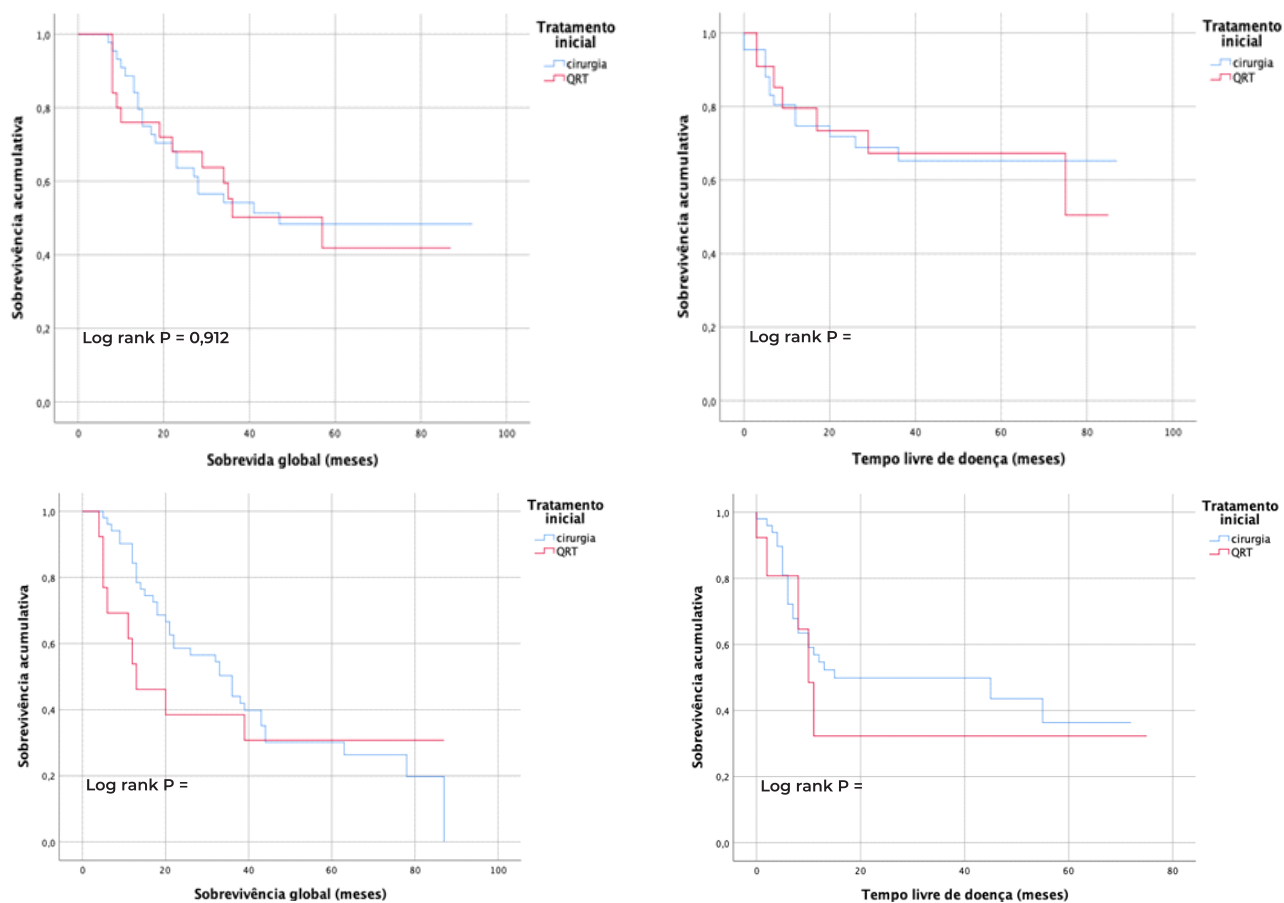 Tratamento
inicial
cirurgia
QRT
Sobrevivência acumulativa
1,0
0,8
0,6
0,4
0,2
0,0
Log rank P = 0,912
0 20 40 60 80 100
Sobrevida global (meses)
Tratamento
inicial
cirurgia
QRT
Sobrevivência acumulativa
1,0
0,8
0,6
0,4
0,2
0,0
Log rank P =
0 20 40 60 80 100
Tempo livre de doença (meses)
Tratamento
inicial
cirurgia
QRT
Sobrevivência acumulativa
1,0
0,8
0,6
0,4
0,2
0,0
Log rank P =
0 20 40 60 80 100
Sobrevivência global (meses)
Tratamento
inicial
cirurgia
QRT
Sobrevivência acumulativa
1,0
0,8
0,6
0,4
0,2
0,0
Log rank P =
0 20 40 60 80
Tempo livre de doença (meses)